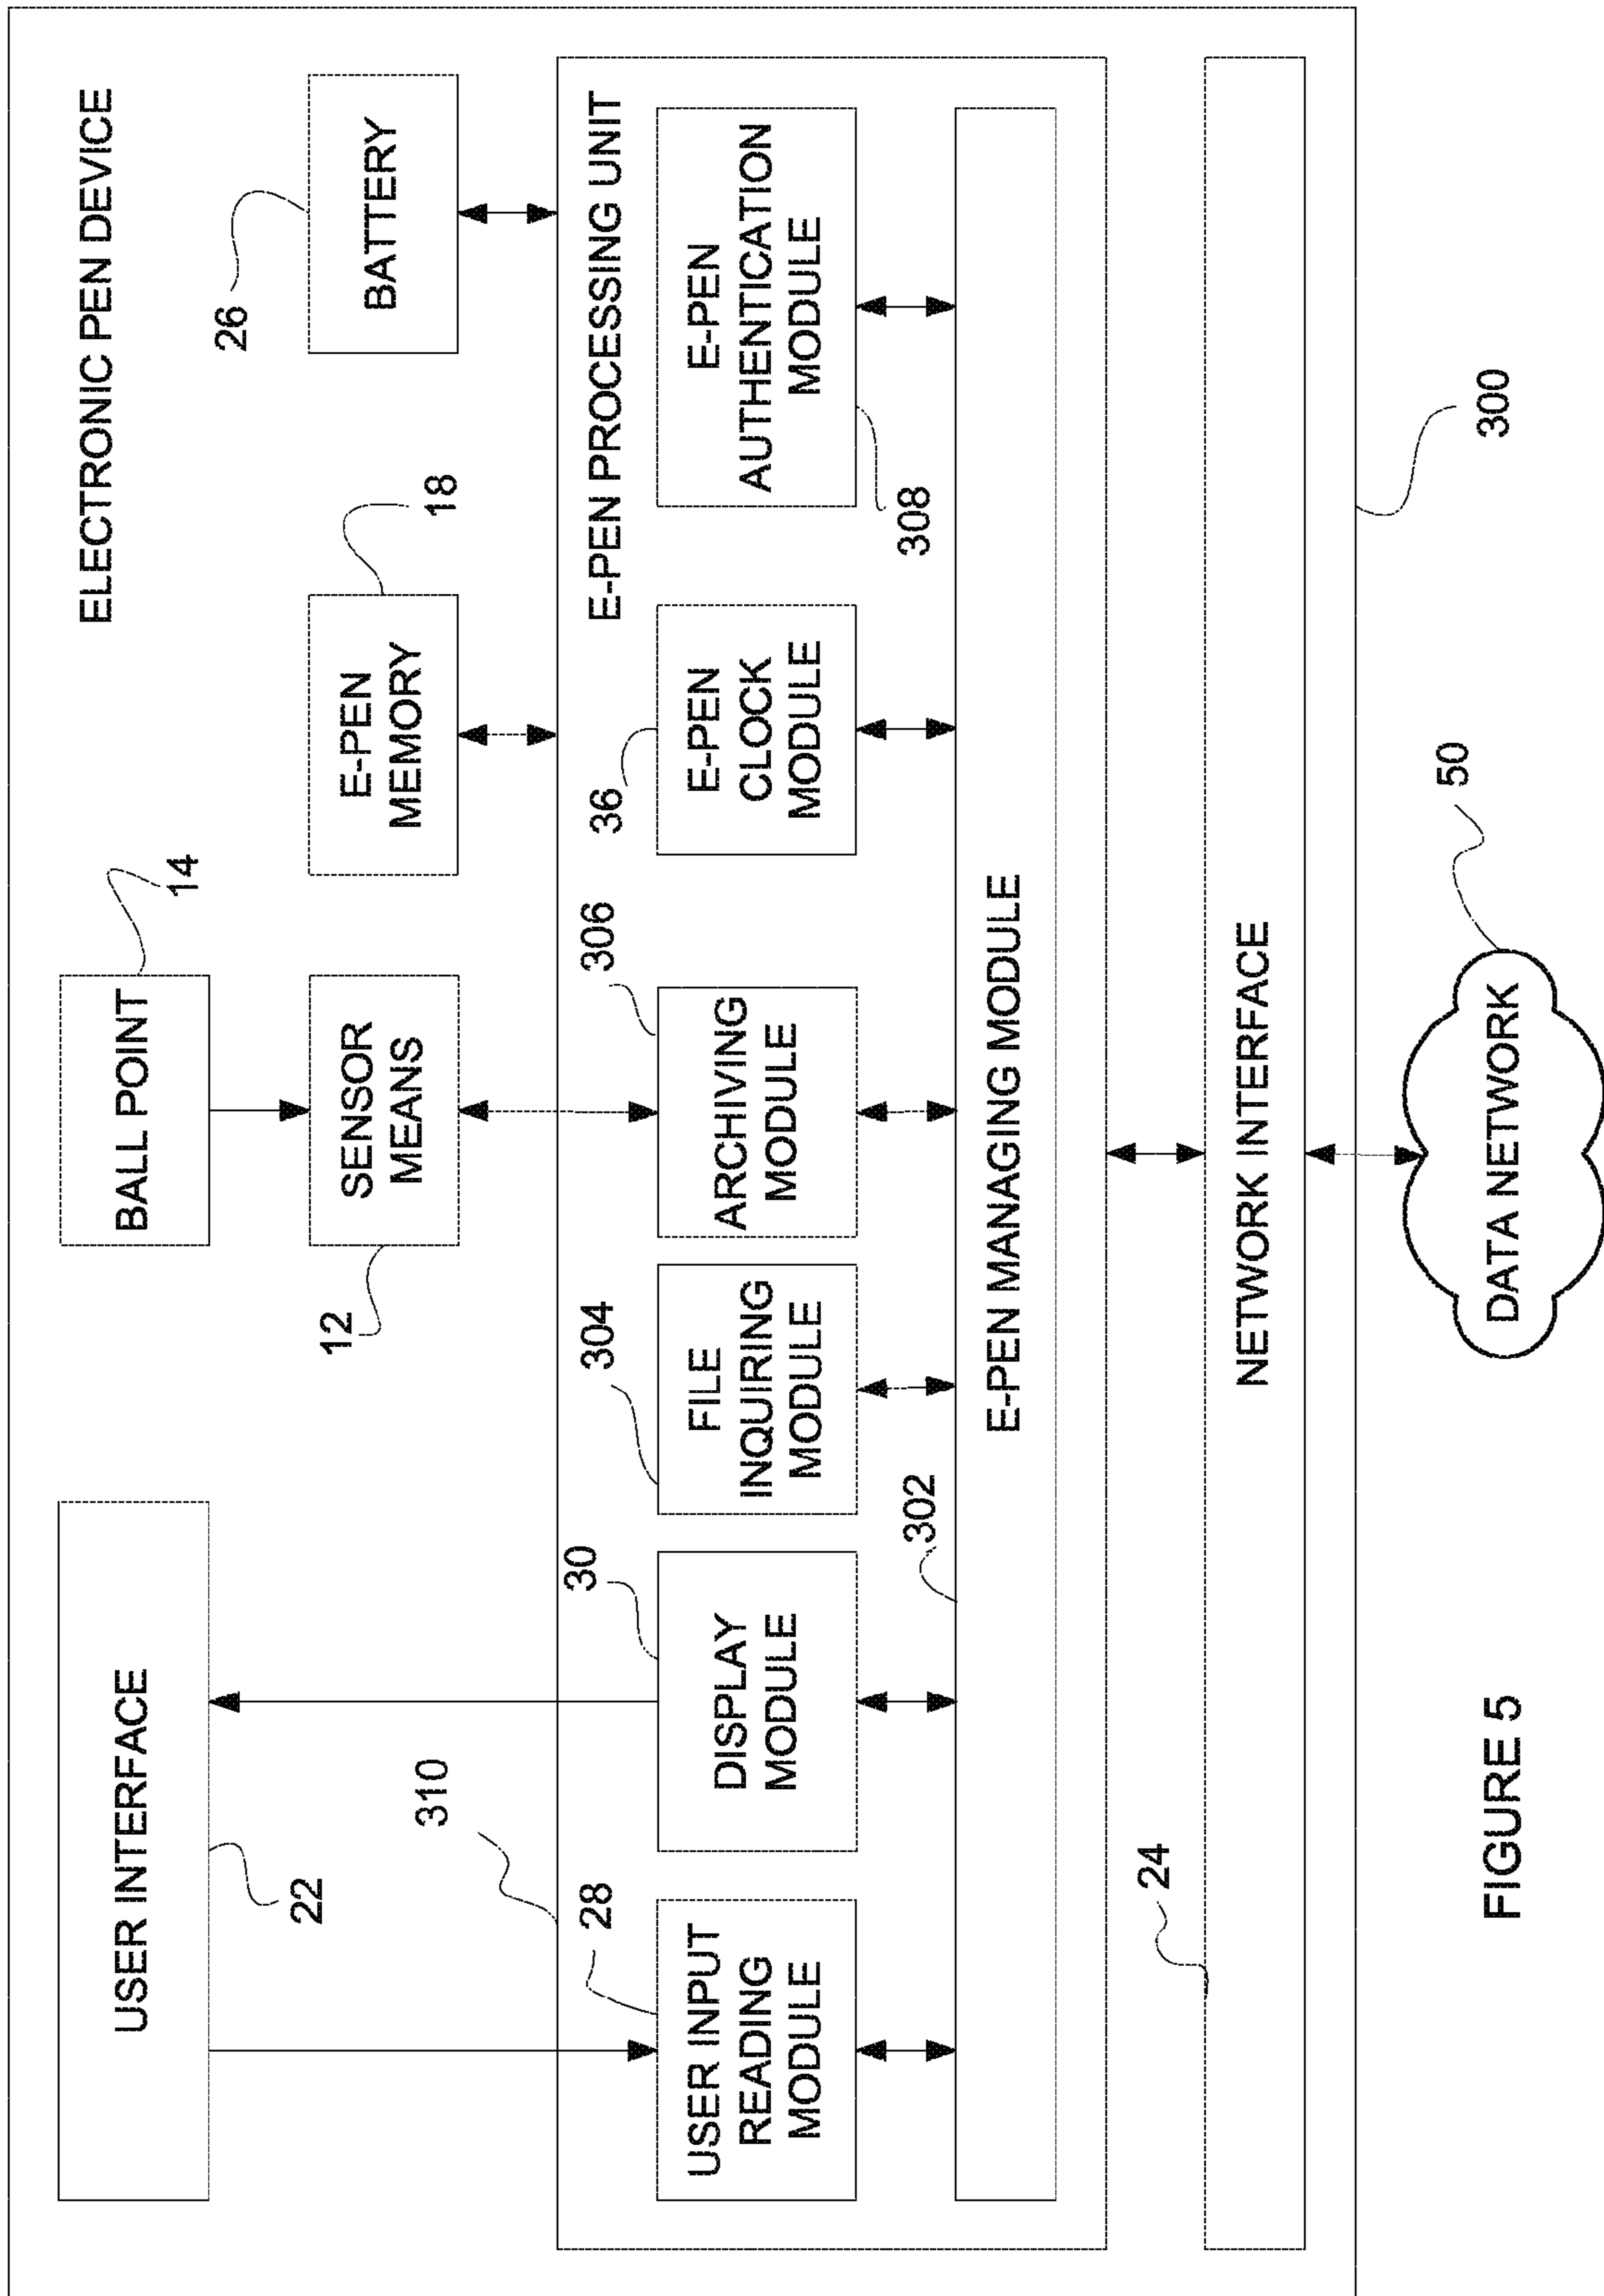 ELECTRONIC PEN DEVICE
USER INTERFACE
22
BALL POINT
14
SENSOR
MEANS
12
E-PEN
MEMORY
18
BATTERY
26
310
E-PEN PROCESSING UNIT
USER INPUT
READING
MODULE
28
DISPLAY
MODULE
30
FILE
INQUIRING
MODULE
304
ARCHIVING
MODULE
306
E-PEN
CLOCK
MODULE
36
E-PEN
AUTHENTICATION
MODULE
308
302
E-PEN MANAGING MODULE
24
NETWORK INTERFACE
300
DATA NETWORK
50
FIGURE 5